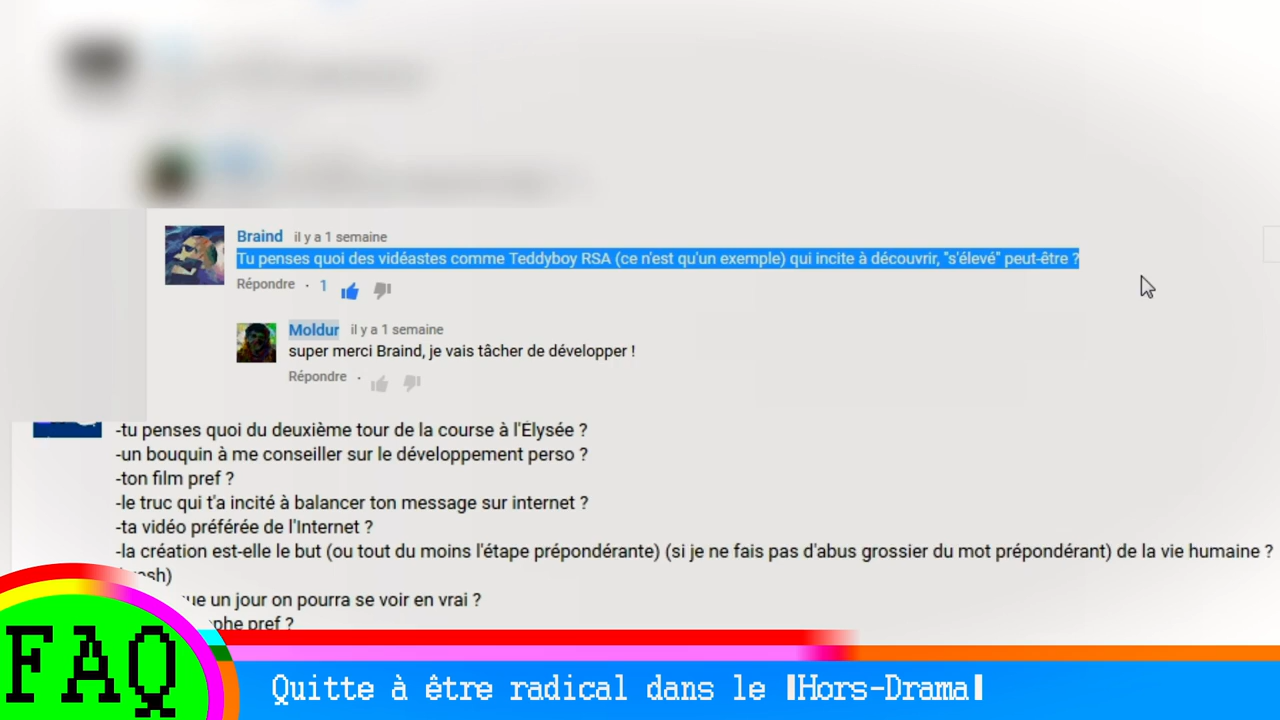 Braind il y a 1 semaine
Tu penses quoi des vidéastes comme Teddyboy RSA (ce n'est qu'un exemple) qui incite à découvrir, "s'élevé" peut-être ?
Répondre · 1
Moldur il y a 1 semaine
super merci Braind, je vais tâcher de développer !
Répondre ·
-tu penses quoi du deuxième tour de la course à l'Élysée ?
-un bouquin à me conseiller sur le développement perso ?
-ton film pref ?
-le truc qui t'a incité à balancer ton message sur internet ?
-ta vidéo préférée de l'Internet ?
-la création est-elle le but (ou tout du moins l'étape prépondérante) (si je ne fais pas d'abus grossier du mot prépondérant) de la vie humaine ?
un jour on pourra se voir en vrai ?
pref ?
FAQ
Quitte à être radical dans le Hors-Drama